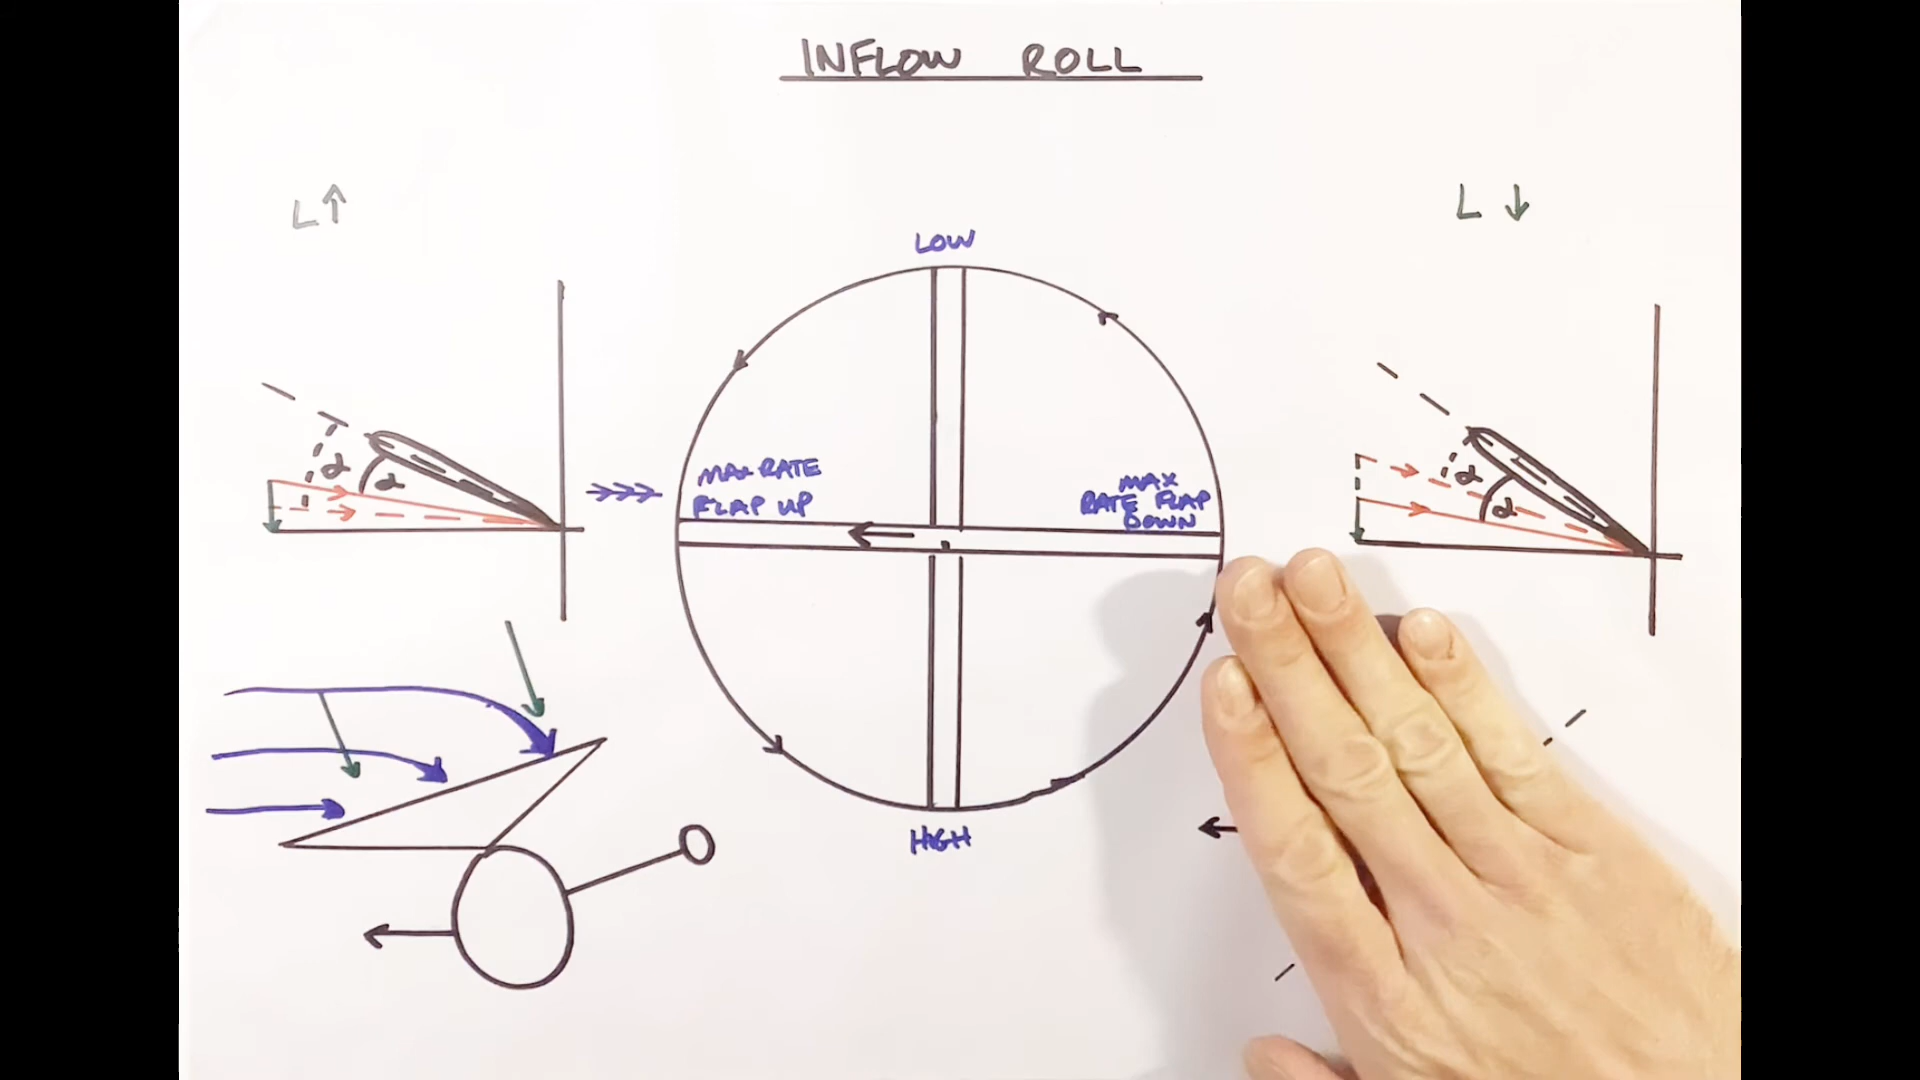 INFLOW ROLL
L↑
L ↓
LOW
MAX RATE
FLAP UP
MAX
RATE FLAP
DOWN
α
α
α
α
HIGH